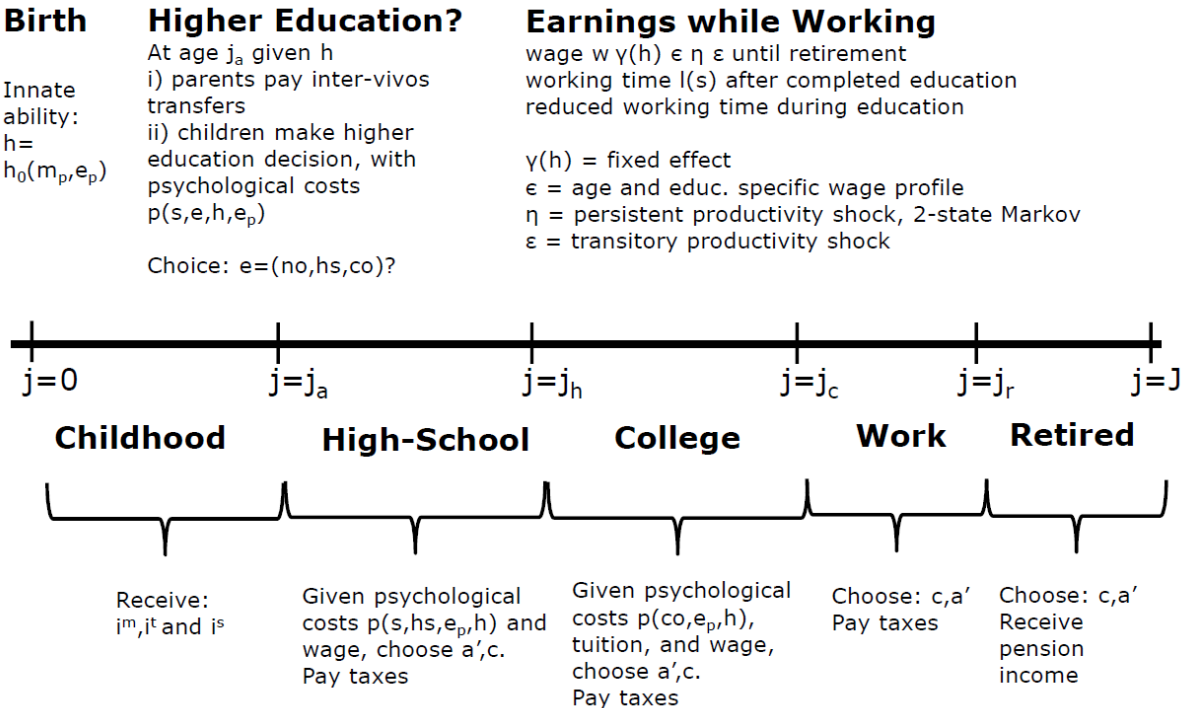 Birth
Innate
ability:
h=
h₀(mₚ,eₚ)
Higher Education?
At age jₐ given h
i) parents pay inter-vivos
transfers
ii) children make higher
education decision, with
psychological costs
p(s,e,h,eₚ)
Choice: e=(no,hs,co)?
Earnings while Working
wage w γ(h) ϵ η ε until retirement
working time l(s) after completed education
reduced working time during education
γ(h) = fixed effect
ϵ = age and educ. specific wage profile
η = persistent productivity shock, 2-state Markov
ε = transitory productivity shock
j=0
j=jₐ
j=jₕ
j=j_c
j=jᵣ
j=J
Childhood
High-School
College
Work
Retired
Receive:
iᵐ,iᵗ and iˢ
Given psychological
costs p(s,hs,eₚ,h) and
wage, choose a′,c.
Pay taxes
Given psychological
costs p(co,eₚ,h),
tuition, and wage,
choose a′,c.
Pay taxes
Choose: c,a′
Pay taxes
Choose: c,a′
Receive
pension
income